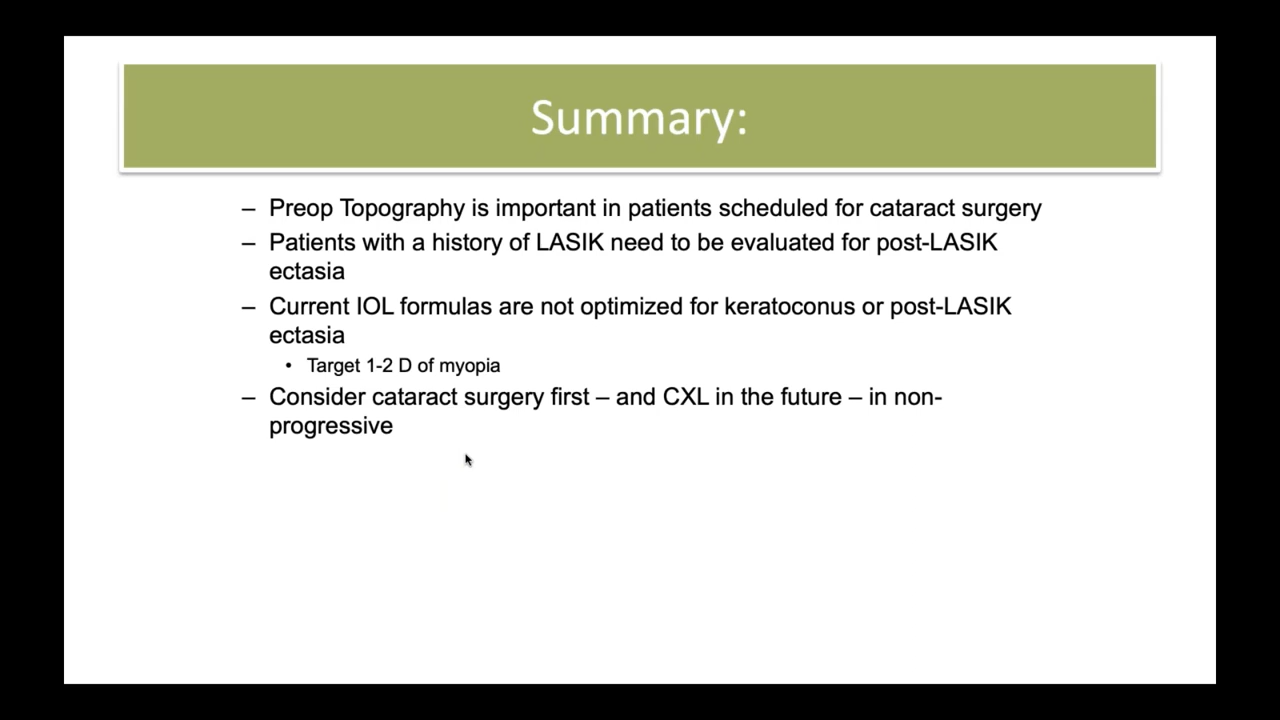 Summary:
– Preop Topography is important in patients scheduled for cataract surgery
– Patients with a history of LASIK need to be evaluated for post-LASIK
ectasia
– Current IOL formulas are not optimized for keratoconus or post-LASIK
ectasia
• Target 1-2 D of myopia
– Consider cataract surgery first – and CXL in the future – in non-
progressive